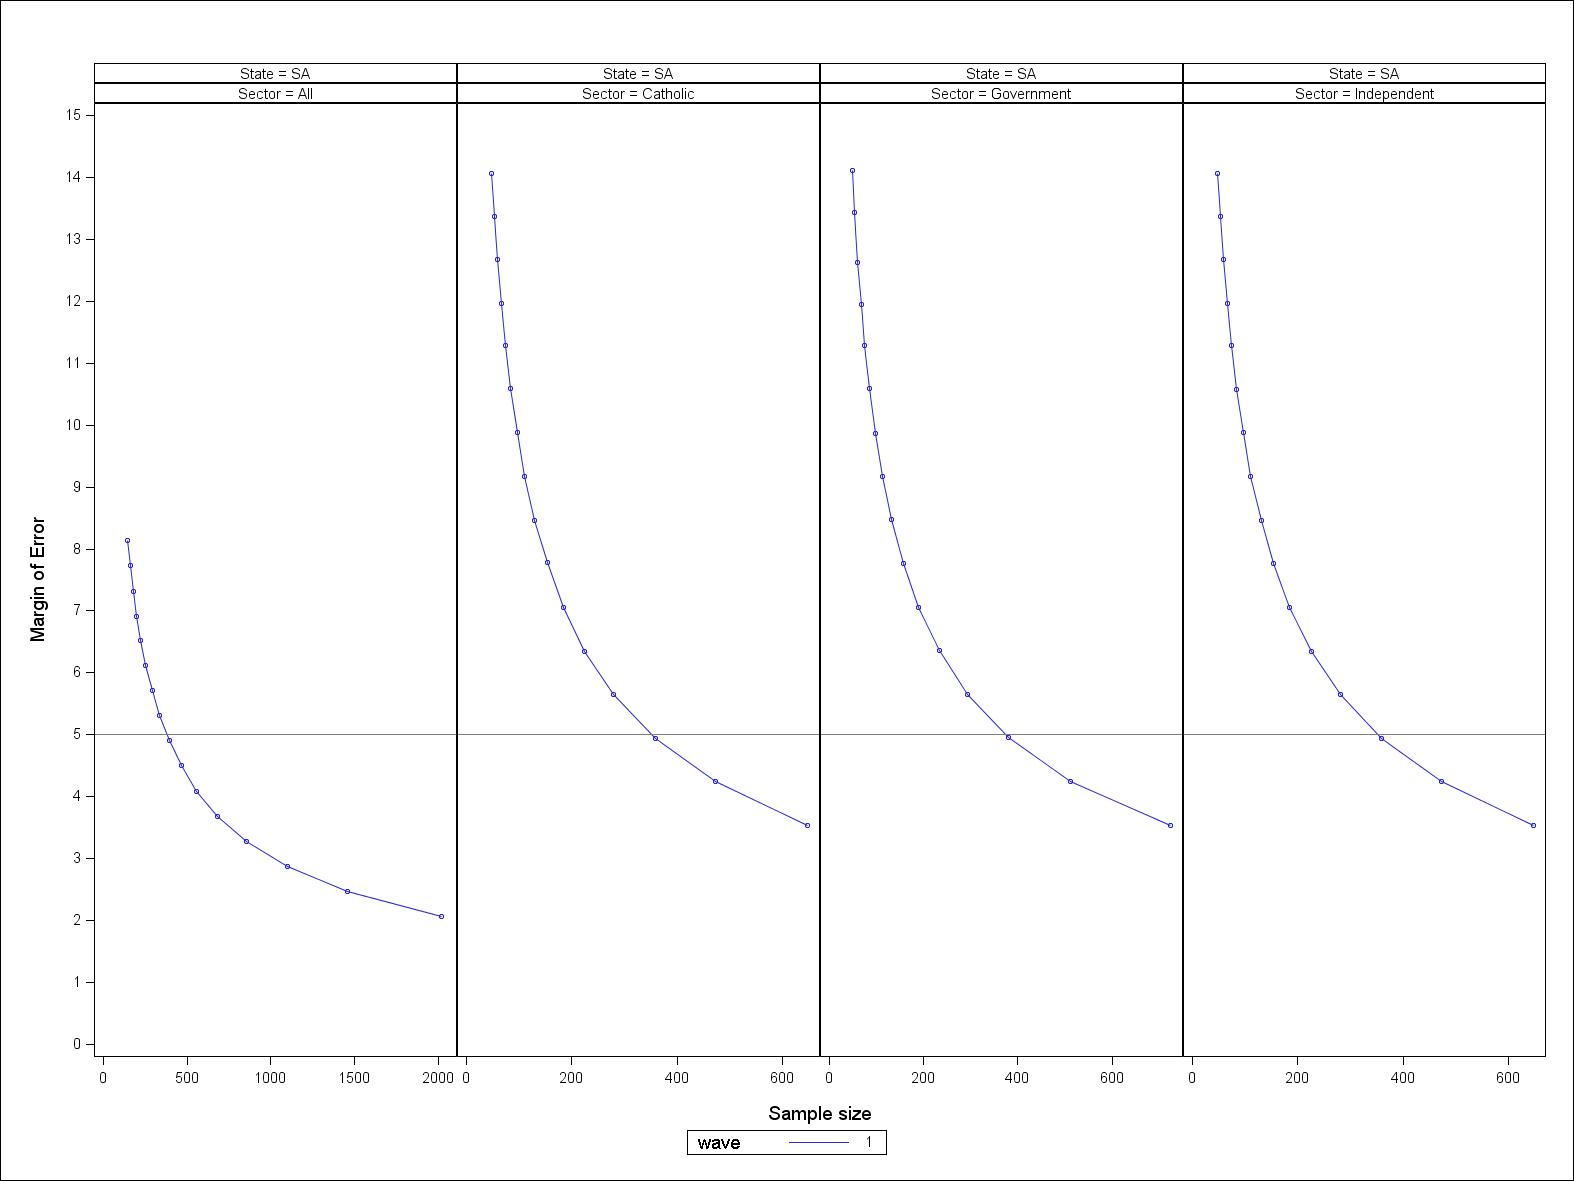 State = SA State = SA State = SA State = SA
Sector = All Sector = Catholic Sector = Government Sector = Independent
15
14
13
12
11
10
9
8
7
6
5
4
3
2
1
0
Margin of Error
0 500 1000 1500 2000 0 200 400 600 0 200 400 600 0 200 400 600
Sample size
wave 1